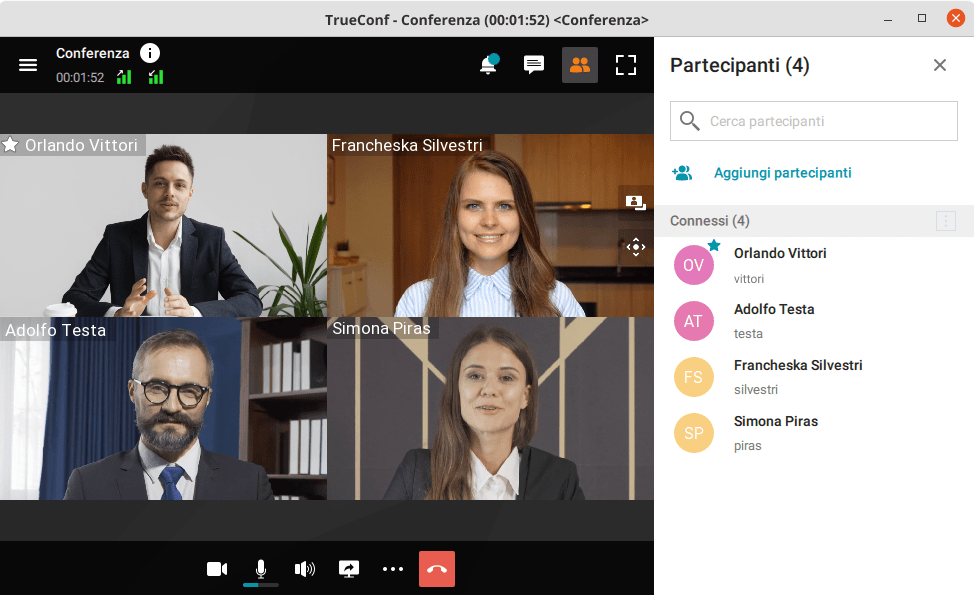 TrueConf - Conferenza (00:01:52) <Conferenza>
Conferenza
00:01:52
Orlando Vittori
Francheska Silvestri
Adolfo Testa
Simona Piras
Partecipanti (4)
Cerca partecipanti
Aggiungi partecipanti
Connessi (4)
OV
Orlando Vittori
vittori
AT
Adolfo Testa
testa
FS
Francheska Silvestri
silvestri
SP
Simona Piras
piras